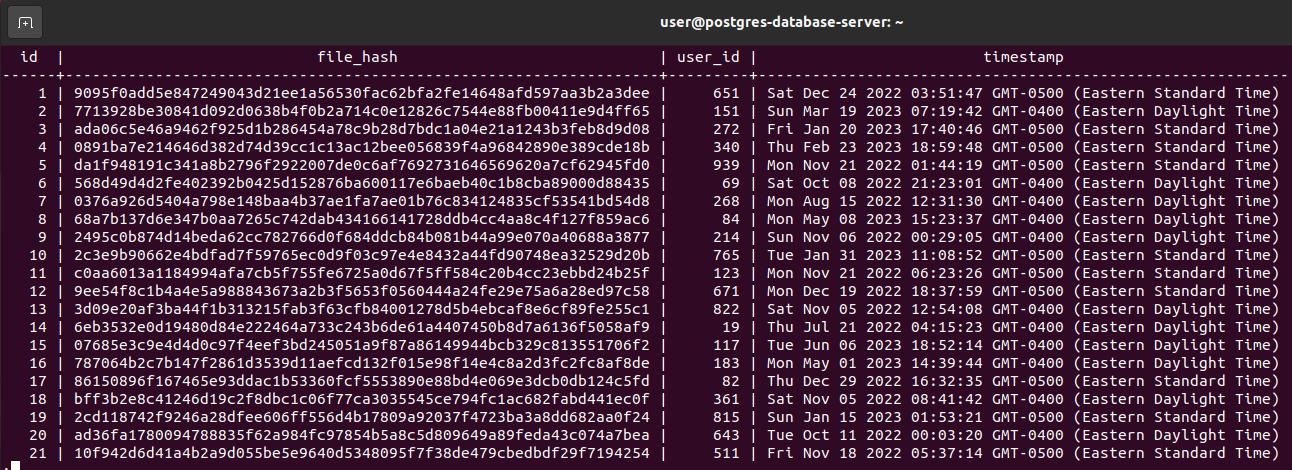 user@postgres-database-server: ~
id | file_hash | user_id | timestamp
------+------------------------------------------------------------------+---------+-----------------------------------------------------------
1 | 9095f0add5e847249043d21ee1a56530fac62bfa2fe14648afd597aa3b2a3dee | 651 | Sat Dec 24 2022 03:51:47 GMT-0500 (Eastern Standard Time)
2 | 7713928be30841d092d0638b4f0b2a714c0e12826c7544e88fb00411e9d4ff65 | 151 | Sun Mar 19 2023 07:19:42 GMT-0400 (Eastern Daylight Time)
3 | ada06c5e46a9462f925d1b286454a78c9b28d7bdc1a04e21a1243b3feb8d9d08 | 272 | Fri Jan 20 2023 17:40:46 GMT-0500 (Eastern Standard Time)
4 | 0891ba7e214646d382d74d39cc1c13ac12bee056839f4a96842890e389cde18b | 340 | Thu Feb 23 2023 18:59:48 GMT-0500 (Eastern Standard Time)
5 | da1f948191c341a8b2796f2922007de0c6af7692731646569620a7cf62945fd0 | 939 | Mon Nov 21 2022 01:44:19 GMT-0500 (Eastern Standard Time)
6 | 568d49d4d2fe402392b0425d152876ba600117e6baeb40c1b8cba89000d88435 | 69 | Sat Oct 08 2022 21:23:01 GMT-0400 (Eastern Daylight Time)
7 | 0376a926d5404a798e148baa4b37ae1fa7ae01b76c834124835cf53541bd54d8 | 268 | Mon Aug 15 2022 12:31:30 GMT-0400 (Eastern Daylight Time)
8 | 68a7b137d6e347b0aa7265c742dab434166141728ddb4cc4aa8c4f127f859ac6 | 84 | Mon May 08 2023 15:23:37 GMT-0400 (Eastern Daylight Time)
9 | 2495c0b874d14beda62cc782766d0f684ddcb84b081b44a99e070a40688a3877 | 214 | Sun Nov 06 2022 00:29:05 GMT-0400 (Eastern Daylight Time)
10 | 2c3e9b90662e4bdfad7f59765ec0d9f03c97e4e8432a44fd90748ea32529d20b | 765 | Tue Jan 31 2023 11:08:52 GMT-0500 (Eastern Standard Time)
11 | c0aa6013a1184994afa7cb5f755fe6725a0d67f5ff584c20b4cc23ebbd24b25f | 123 | Mon Nov 21 2022 06:23:26 GMT-0500 (Eastern Standard Time)
12 | 9ee54f8c1b4a4e5a988843673a2b3f5653f0560444a24fe29e75a6a28ed97c58 | 671 | Mon Dec 19 2022 18:37:59 GMT-0500 (Eastern Standard Time)
13 | 3d09e20af3ba44f1b313215fab3f63cfb84001278d5b4ebcaf8e6cf89fe255c1 | 822 | Sat Nov 05 2022 12:54:08 GMT-0400 (Eastern Daylight Time)
14 | 6eb3532e0d19480d84e222464a733c243b6de61a4407450b8d7a6136f5058af9 | 19 | Thu Jul 21 2022 04:15:23 GMT-0400 (Eastern Daylight Time)
15 | 07685e3c9e4d4d0c97f4eef3bd245051a9f87a86149944bcb329c813551706f2 | 117 | Tue Jun 06 2023 18:52:14 GMT-0400 (Eastern Daylight Time)
16 | 787064b2c7b147f2861d3539d11aefcd132f015e98f14e4c8a2d3fc2fc8af8de | 183 | Mon May 01 2023 14:39:44 GMT-0400 (Eastern Daylight Time)
17 | 86150896f167465e93ddac1b53360fcf5553890e88bd4e069e3dcb0db124c5fd | 82 | Thu Dec 29 2022 16:32:35 GMT-0500 (Eastern Standard Time)
18 | bff3b2e8c41246d19c2f8dbc1c06f77ca3035545ce794fc1ac682fabd441ec0f | 361 | Sat Nov 05 2022 08:41:42 GMT-0400 (Eastern Daylight Time)
19 | 2cd118742f9246a28dfee606ff556d4b17809a92037f4723ba3a8dd682aa0f24 | 815 | Sun Jan 15 2023 01:53:21 GMT-0500 (Eastern Standard Time)
20 | ad36fa1780094788835f62a984fc97854b5a8c5d809649a89feda43c074a7bea | 643 | Tue Oct 11 2022 00:03:20 GMT-0400 (Eastern Daylight Time)
21 | 10f942d6d41a4b2a9d055be5e9640d5348095f7f38de479cbedbdf29f7194254 | 511 | Fri Nov 18 2022 05:37:14 GMT-0500 (Eastern Standard Time)
: